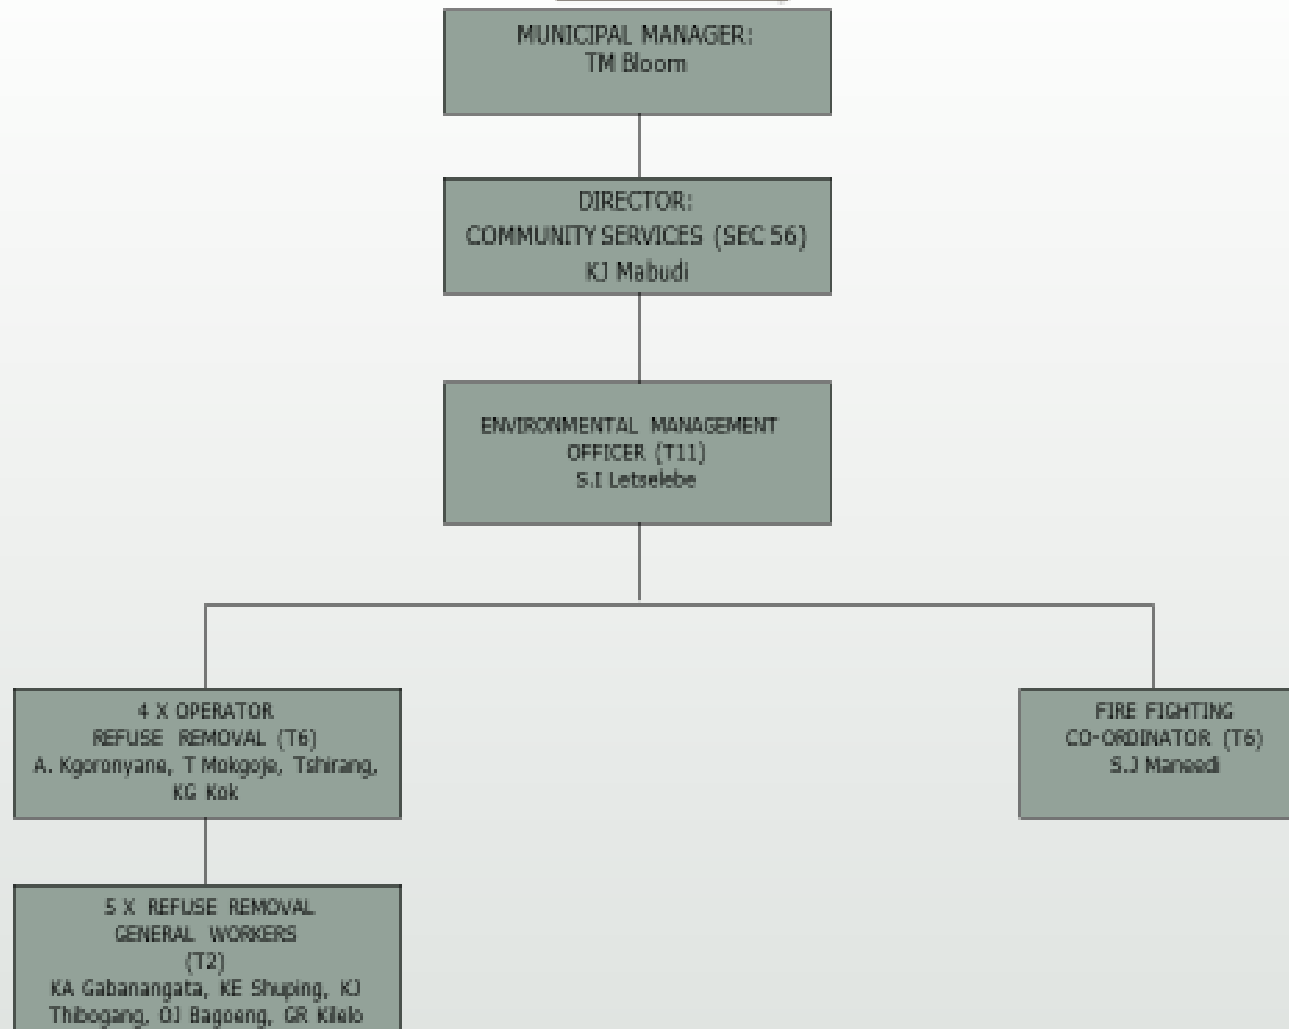 MUNICIPAL MANAGER:
TM Bloom
DIRECTOR:
COMMUNITY SERVICES (SEC 56)
KJ Mabudi
ENVIRONMENTAL MANAGEMENT
OFFICER (T11)
S.I Letselebe
4 X OPERATOR
REFUSE REMOVAL (T6)
A. Kgoronyane, T Mokgoje, Tshirang,
KG Kok
FIRE FIGHTING
CO-ORDINATOR (T6)
S.J Maneedi
5 X REFUSE REMOVAL
GENERAL WORKERS
(T2)
KA Gabanangata, KE Shuping, KJ
Thibogang, OJ Bagoeng, GR Kilelo